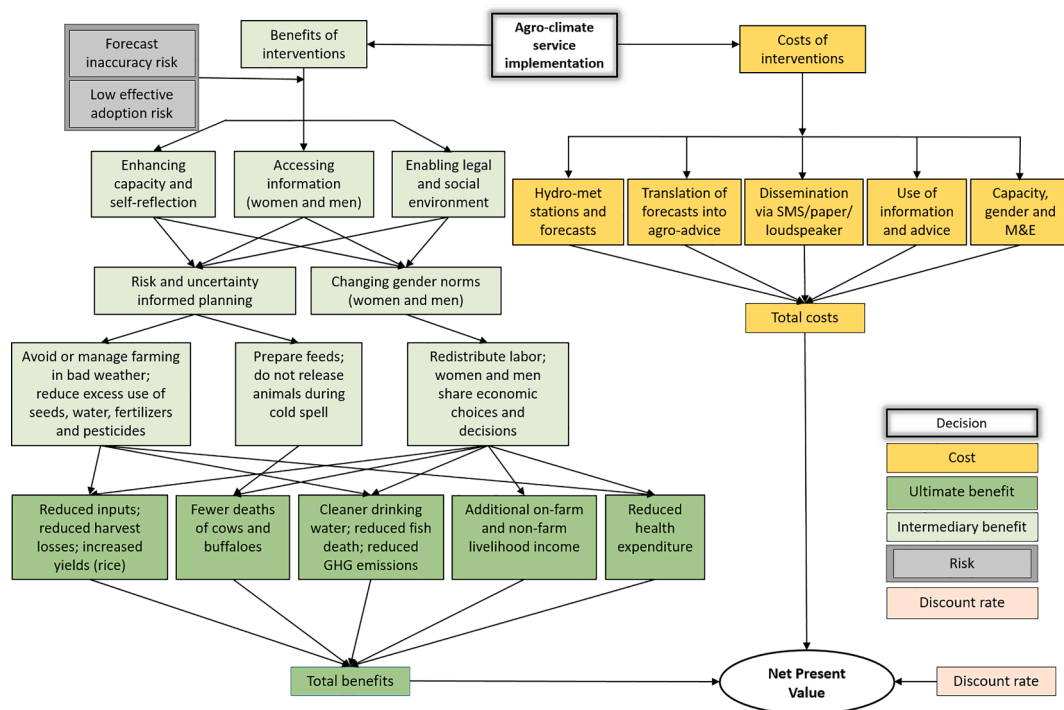 Forecast
inaccuracy risk
Low effective
adoption risk
Benefits of
interventions
Agro-climate
service
implementation
Costs of
interventions
Enhancing
capacity and
self-reflection
Accessing
information
(women and men)
Enabling legal
and social
environment
Hydro-met
stations and
forecasts
Translation of
forecasts into
agro-advice
Dissemination
via SMS/paper/
loudspeaker
Use of
information
and advice
Capacity,
gender and
M&E
Risk and uncertainty
informed planning
Changing gender norms
(women and men)
Total costs
Avoid or manage farming
in bad weather;
reduce excess use of
seeds, water, fertilizers
and pesticides
Prepare feeds;
do not release
animals during
cold spell
Redistribute labor;
women and men
share economic
choices and
decisions
Reduced inputs;
reduced harvest
losses; increased
yields (rice)
Fewer deaths
of cows and
buffaloes
Cleaner drinking
water; reduced fish
death; reduced
GHG emissions
Additional on-farm
and non-farm
livelihood income
Reduced
health
expenditure
Decision
Cost
Ultimate benefit
Intermediary benefit
Risk
Discount rate
Total benefits
Net Present
Value
Discount rate